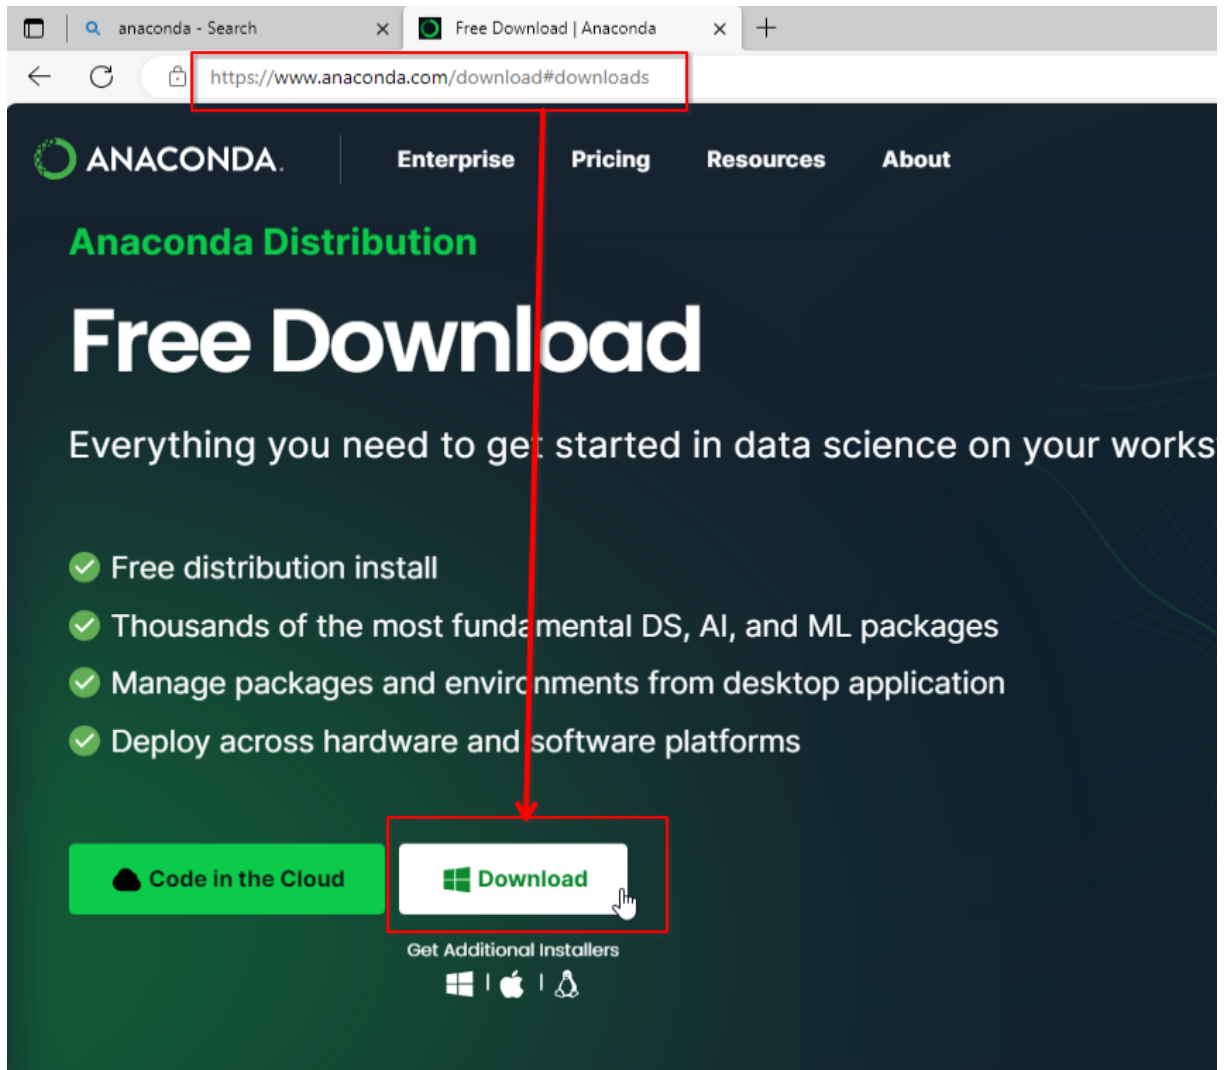 anaconda - Search
Free Download | Anaconda
https://www.anaconda.com/download#downloads
ANACONDA.
Enterprise Pricing Resources About
Anaconda Distribution
Free Download
Everything you need to get started in data science on your works
Free distribution install
Thousands of the most fundamental DS, AI, and ML packages
Manage packages and environments from desktop application
Deploy across hardware and software platforms
Code in the Cloud
Download
Get Additional Installers